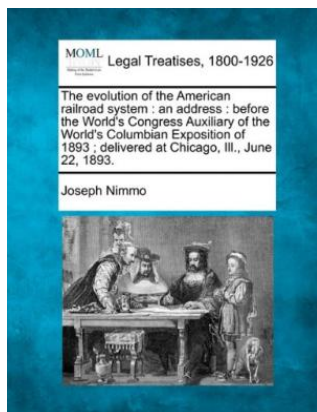 MOML Legal Treatises, 1800-1926
The evolution of the American
railroad system : an address : before
the World's Congress Auxiliary of the
World's Columbian Exposition of
1893 ; delivered at Chicago, Ill., June
22, 1893.
Joseph Nimmo